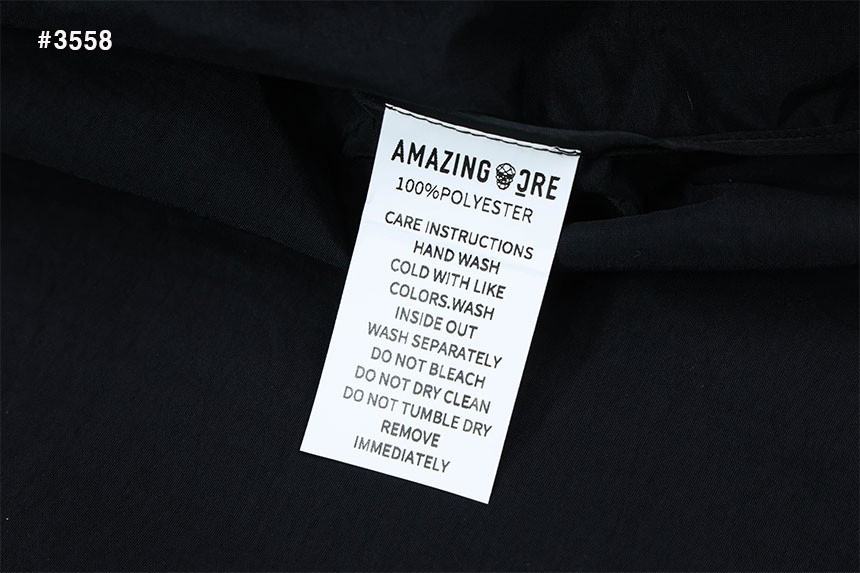 #3558
AMAZING CRE
100%POLYESTER
CARE INSTRUCTIONS
HAND WASH
COLD WITH LIKE
COLORS.WASH
INSIDE OUT
WASH SEPARATELY
DO NOT BLEACH
DO NOT DRY CLEAN
DO NOT TUMBLE DRY
REMOVE
IMMEDIATELY